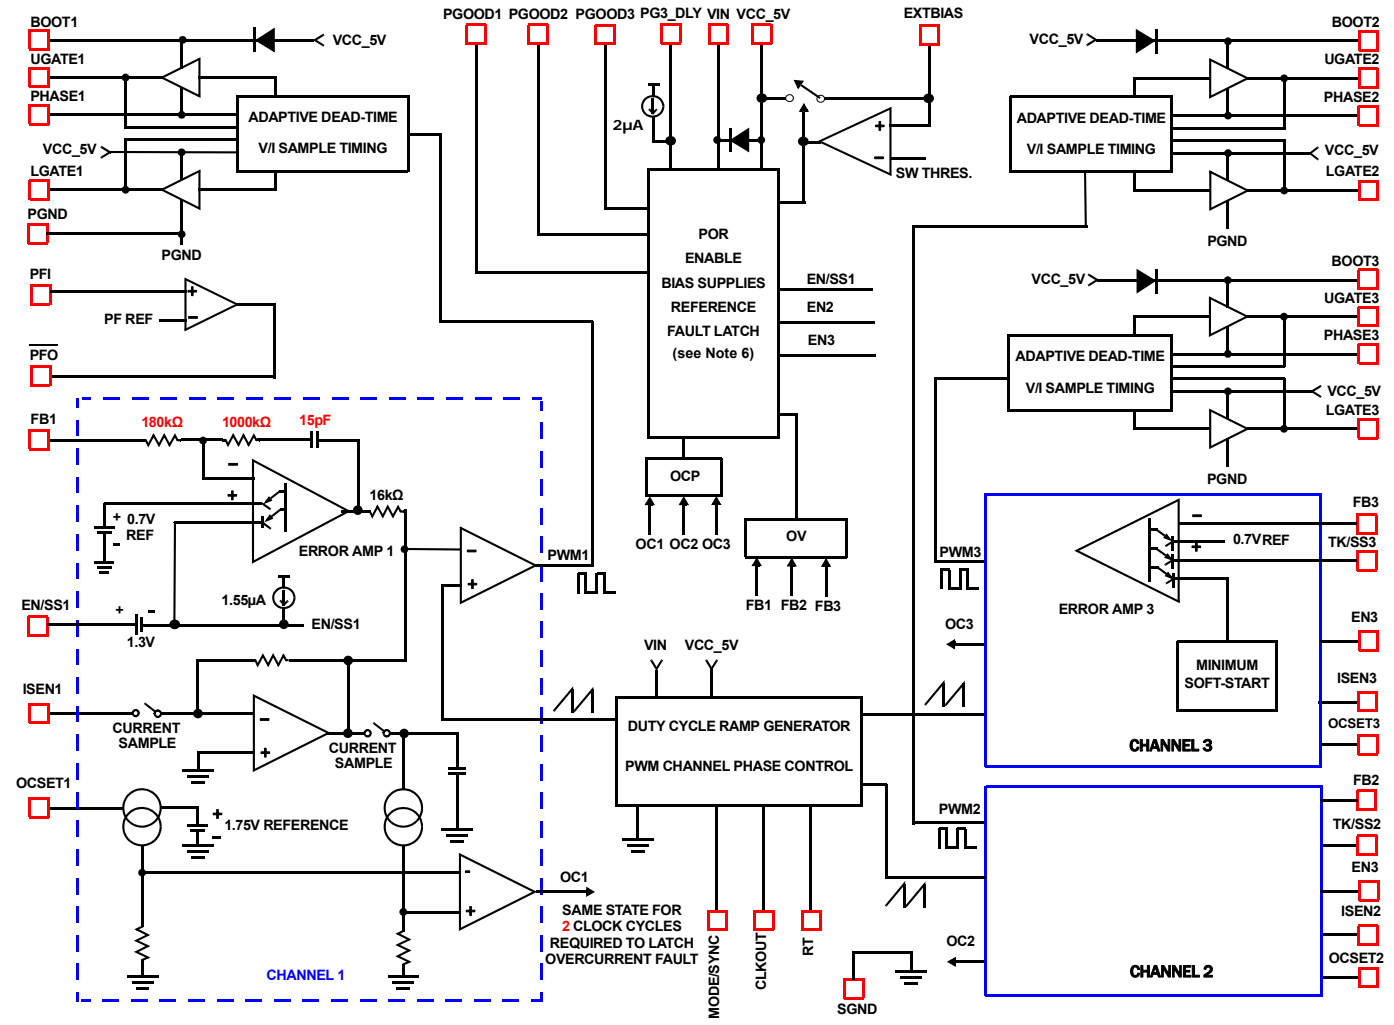 BOOT1
VCC_5V
UGATE1
PHASE1
ADAPTIVE DEAD-TIME
V/I SAMPLE TIMING
VCC_5V
LGATE1
PGND
PGND
PFI
PF REF
PFO
PGOOD1 PGOOD2 PGOOD3 PG3_DLY VIN VCC_5V
EXTBIAS
2µA
SW THRES.
POR
ENABLE
BIAS SUPPLIES
REFERENCE
FAULT LATCH
(see Note 6)
EN/SS1
EN2
EN3
OCP
OC1 OC2 OC3
OV
FB1 FB2 FB3
BOOT2
VCC_5V
UGATE2
PHASE2
ADAPTIVE DEAD-TIME
V/I SAMPLE TIMING
VCC_5V
LGATE2
PGND
BOOT3
VCC_5V
UGATE3
PHASE3
ADAPTIVE DEAD-TIME
V/I SAMPLE TIMING
VCC_5V
LGATE3
PGND
FB1
180kΩ
1000kΩ
15pF
16kΩ
0.7V
REF
ERROR AMP 1
PWM1
1.55µA
EN/SS1
EN/SS1
1.3V
ISEN1
CURRENT
SAMPLE
CURRENT
SAMPLE
OCSET1
1.75V REFERENCE
OC1
SAME STATE FOR
2 CLOCK CYCLES
REQUIRED TO LATCH
OVERCURRENT FAULT
CHANNEL 1
VIN
VCC_5V
DUTY CYCLE RAMP GENERATOR
PWM CHANNEL PHASE CONTROL
MODE/SYNC
CLKOUT
RT
SGND
PWM3
OC3
FB3
0.7V REF
TK/SS3
ERROR AMP 3
EN3
MINIMUM
SOFT-START
ISEN3
OCSET3
CHANNEL 3
PWM2
OC2
FB2
TK/SS2
EN3
ISEN2
OCSET2
CHANNEL 2